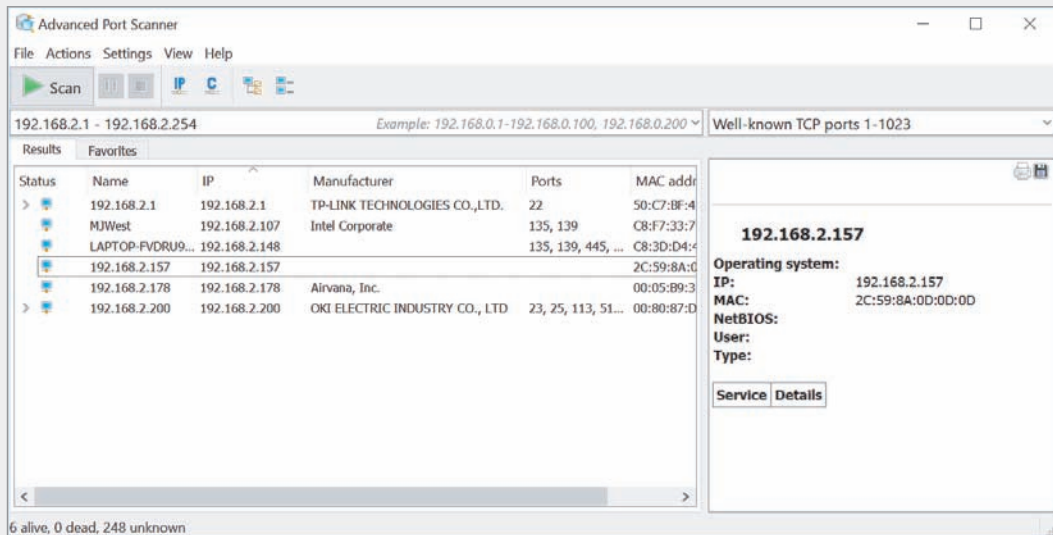 Advanced Port Scanner
File Actions Settings View Help
Scan IP C
192.168.2.1 - 192.168.2.254 Example: 192.168.0.1-192.168.0.100, 192.168.0.200 Well-known TCP ports 1-1023
Results Favorites
Status Name IP Manufacturer Ports MAC addr
192.168.2.1 192.168.2.1 TP-LINK TECHNOLOGIES CO.,LTD. 22 50:C7:BF:4
MJWest 192.168.2.107 Intel Corporate 135, 139 C8:F7:33:7
LAPTOP-FVDRU9... 192.168.2.148 135, 139, 445, ... C8:3D:D4:4
192.168.2.157 192.168.2.157 2C:59:8A:0
192.168.2.178 192.168.2.178 Airvana, Inc. 00:05:B9:3
192.168.2.200 192.168.2.200 OKI ELECTRIC INDUSTRY CO., LTD 23, 25, 113, 51... 00:80:87:D
192.168.2.157
Operating system:
IP: 192.168.2.157
MAC: 2C:59:8A:0D:0D:0D
NetBIOS:
User:
Type:
Service Details
6 alive, 0 dead, 248 unknown